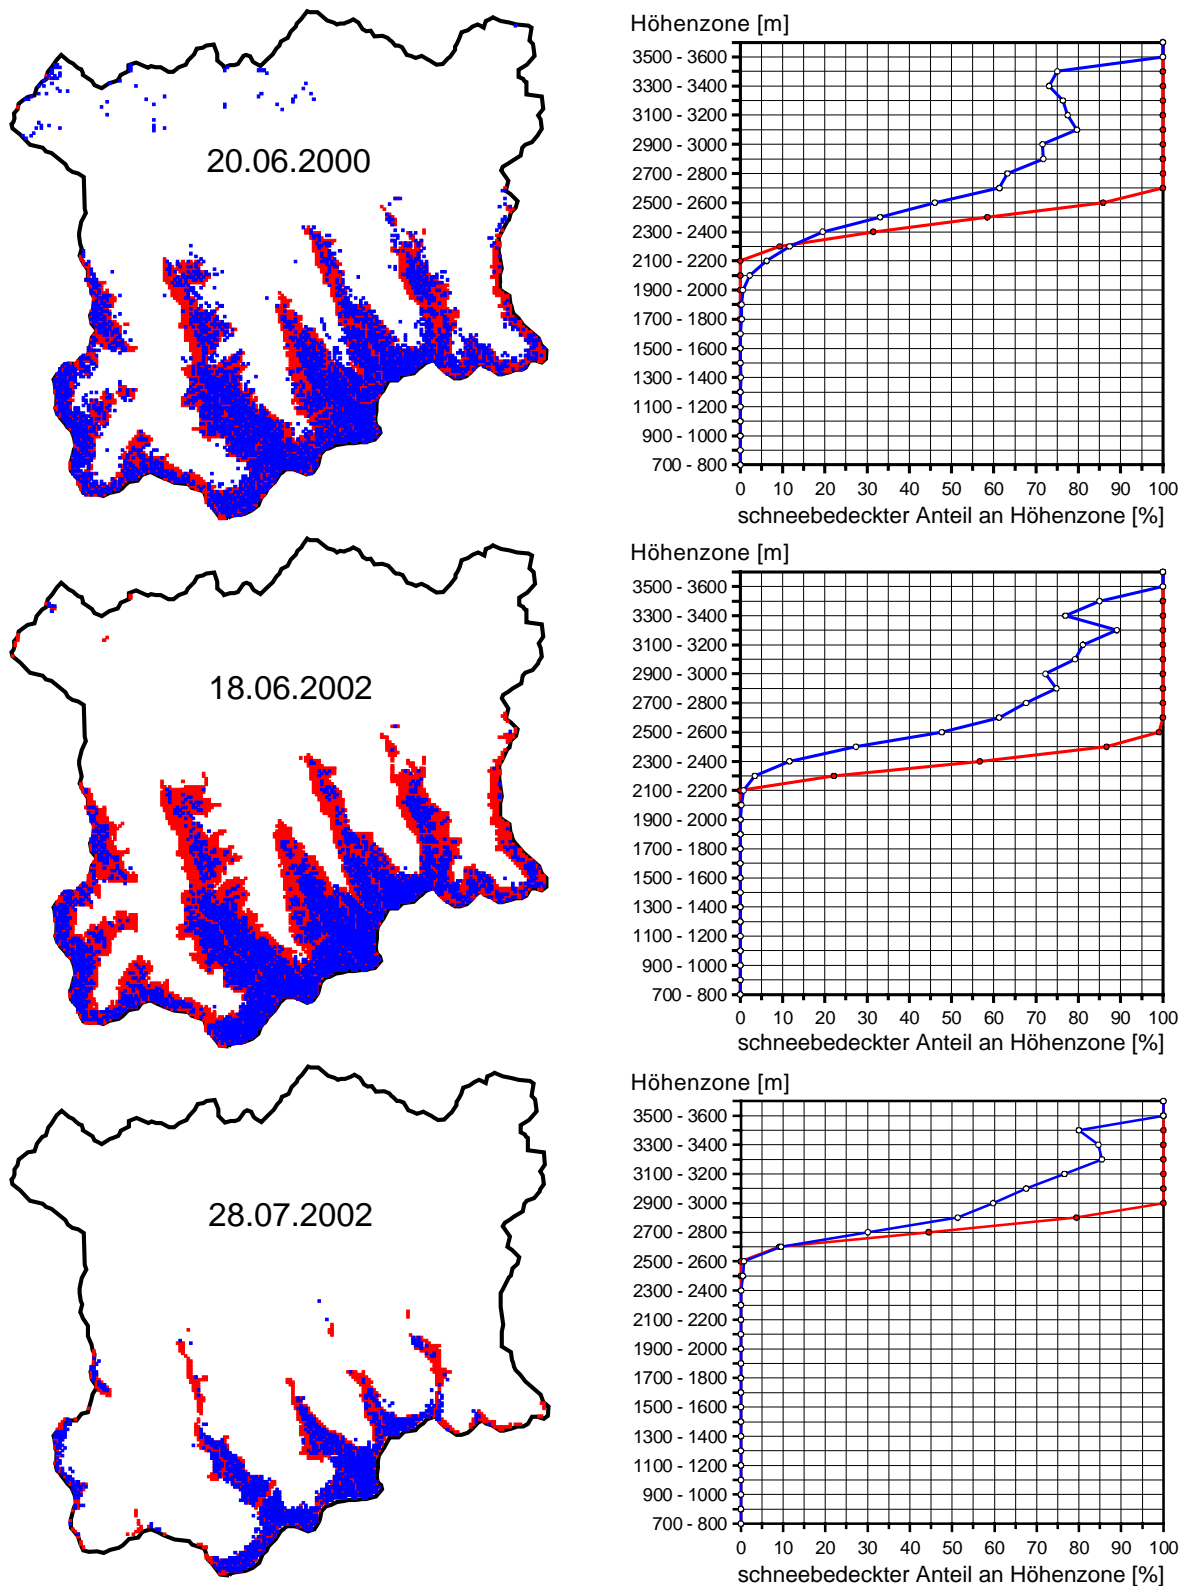 Höhenzone [m]
3500 - 3600
3300 - 3400
3100 - 3200
2900 - 3000
2700 - 2800
2500 - 2600
2300 - 2400
2100 - 2200
1900 - 2000
1700 - 1800
1500 - 1600
1300 - 1400
1100 - 1200
900 - 1000
700 - 800
0 10 20 30 40 50 60 70 80 90 100
schneebedeckter Anteil an Höhenzone [%]
20.06.2000
Höhenzone [m]
3500 - 3600
3300 - 3400
3100 - 3200
2900 - 3000
2700 - 2800
2500 - 2600
2300 - 2400
2100 - 2200
1900 - 2000
1700 - 1800
1500 - 1600
1300 - 1400
1100 - 1200
900 - 1000
700 - 800
0 10 20 30 40 50 60 70 80 90 100
schneebedeckter Anteil an Höhenzone [%]
18.06.2002
Höhenzone [m]
3500 - 3600
3300 - 3400
3100 - 3200
2900 - 3000
2700 - 2800
2500 - 2600
2300 - 2400
2100 - 2200
1900 - 2000
1700 - 1800
1500 - 1600
1300 - 1400
1100 - 1200
900 - 1000
700 - 800
0 10 20 30 40 50 60 70 80 90 100
schneebedeckter Anteil an Höhenzone [%]
28.07.2002